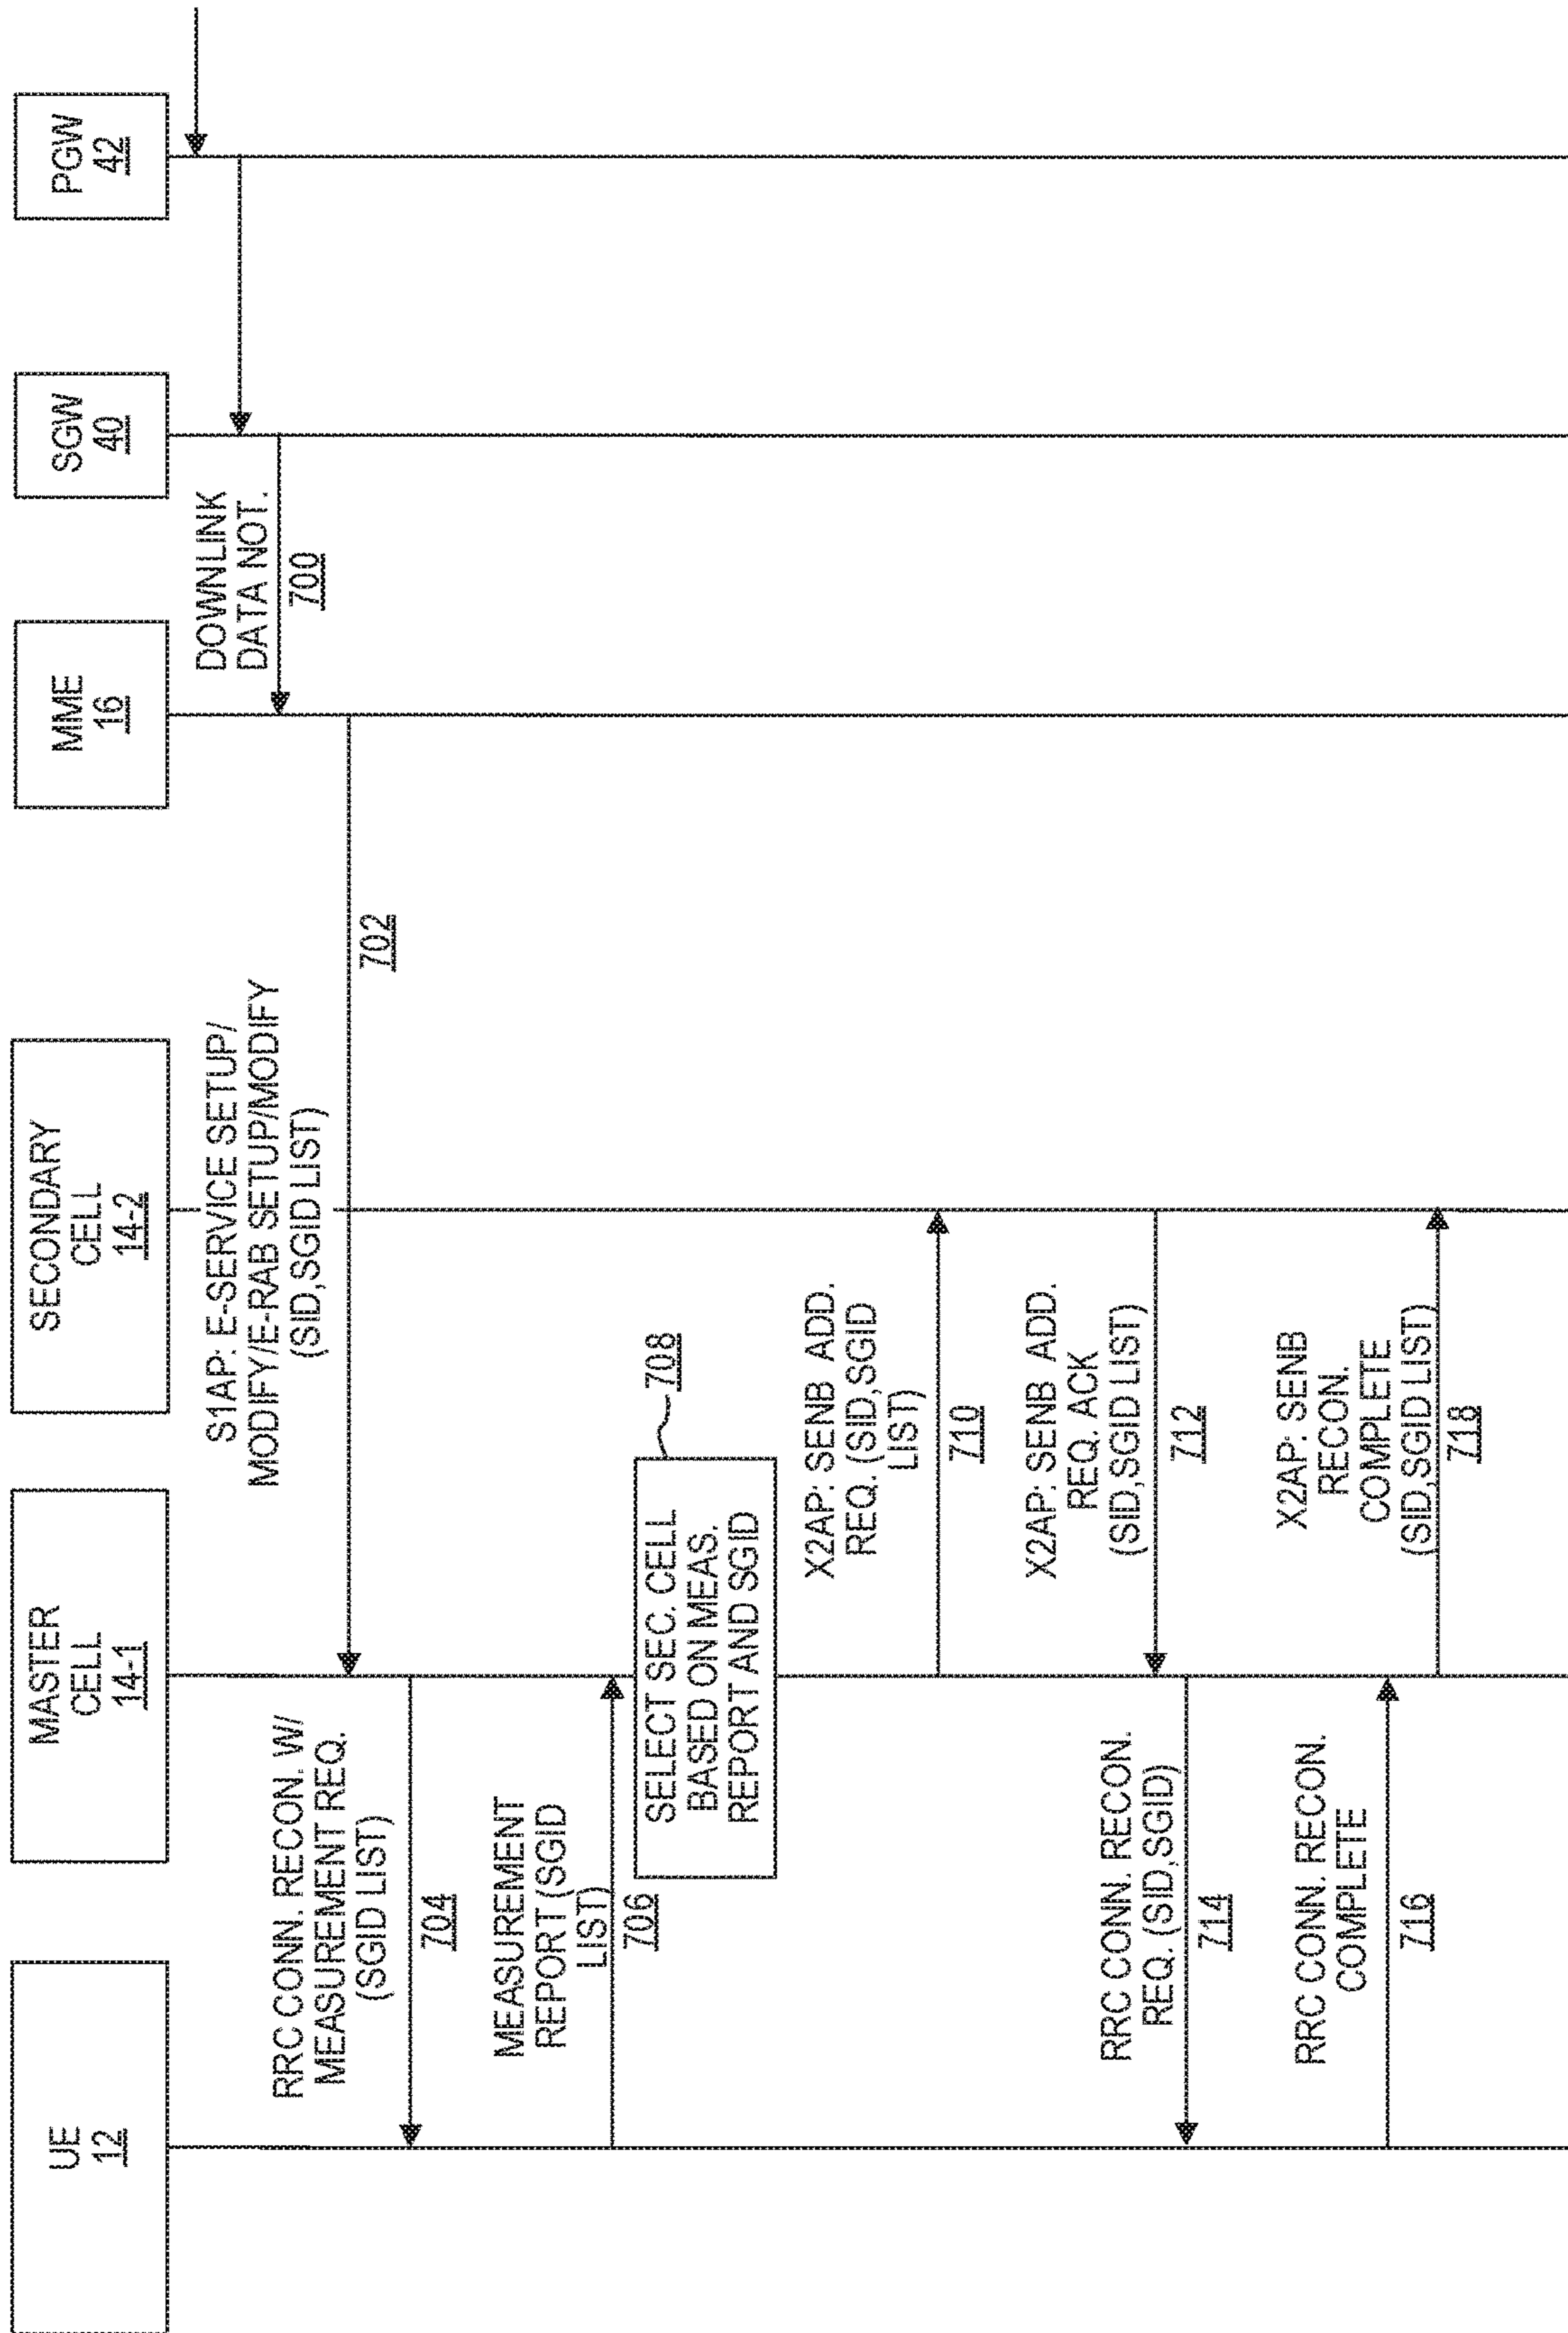 UE
12
MASTER
CELL
14-1
SECONDARY
CELL
14-2
MME
16
SGW
40
PGW
42
DOWNLINK
DATA NOT.
700
S1AP: E-SERVICE SETUP/
MODIFY/E-RAB SETUP/MODIFY
(SID,SGID LIST)
702
RRC CONN. RECON. W/
MEASUREMENT REQ.
(SGID LIST)
704
MEASUREMENT
REPORT (SGID
LIST)
706
SELECT SEC. CELL
BASED ON MEAS.
REPORT AND SGID
708
X2AP: SENB ADD.
REQ. (SID,SGID
LIST)
710
X2AP: SENB ADD.
REQ. ACK
(SID,SGID LIST)
712
RRC CONN. RECON.
REQ. (SID,SGID)
714
RRC CONN. RECON.
COMPLETE
716
X2AP: SENB
RECON.
COMPLETE
(SID,SGID LIST)
718